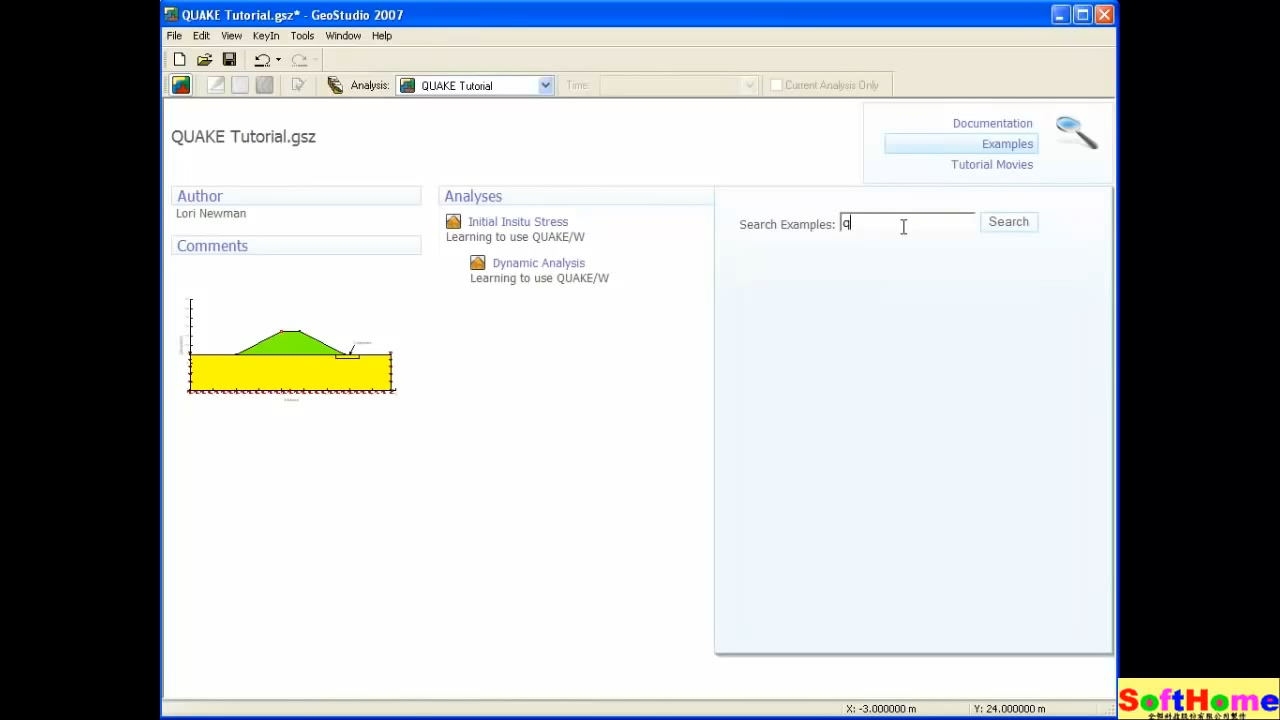 QUAKE Tutorial.gsz* - GeoStudio 2007
File Edit View KeyIn Tools Window Help
Analysis: QUAKE Tutorial Time: Current Analysis Only
QUAKE Tutorial.gsz
Documentation
Examples
Tutorial Movies
Author
Lori Newman
Comments
Analyses
Initial Insitu Stress
Learning to use QUAKE/W
Dynamic Analysis
Learning to use QUAKE/W
Search Examples: q Search
X: -3.000000 m Y: 24.000000 m
SoftHome